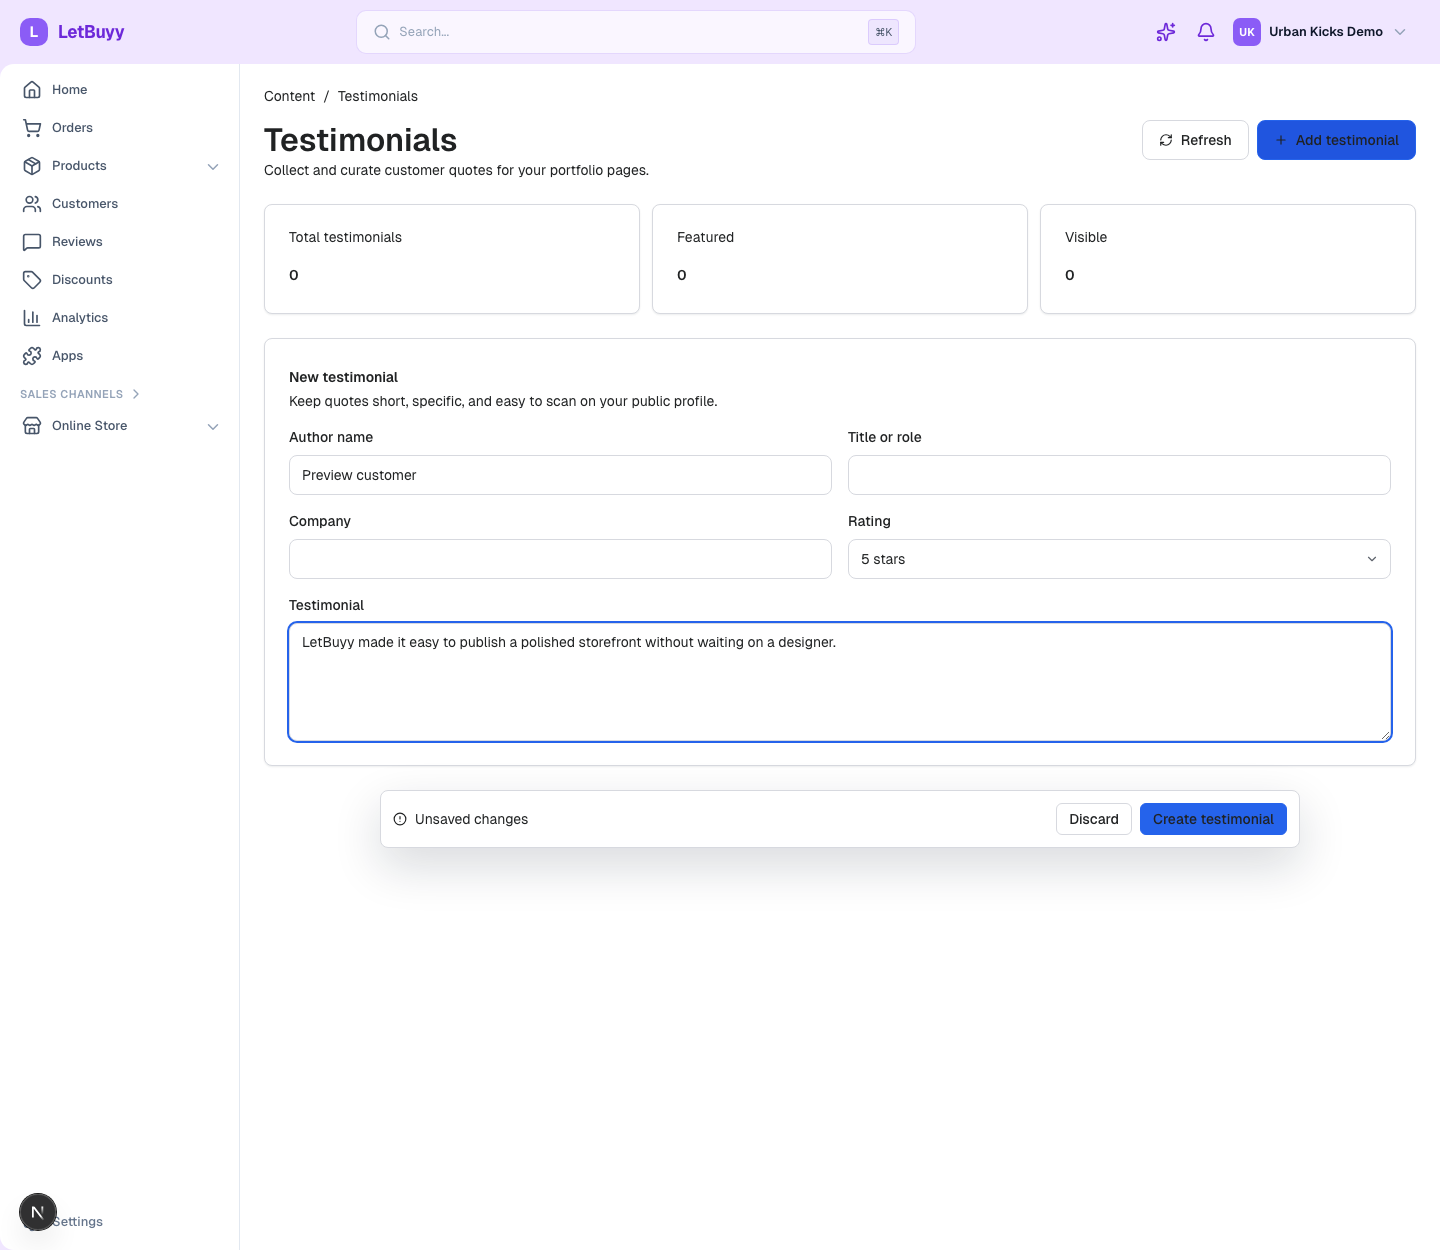 L LetBuyy
Search...
⌘K
UK Urban Kicks Demo
Home
Orders
Products
Customers
Reviews
Discounts
Analytics
Apps
SALES CHANNELS
Online Store
N
Settings
Content / Testimonials
Testimonials
Collect and curate customer quotes for your portfolio pages.
Refresh
+ Add testimonial
Total testimonials
0
Featured
0
Visible
0
New testimonial
Keep quotes short, specific, and easy to scan on your public profile.
Author name
Preview customer
Title or role
Company
Rating
5 stars
Testimonial
LetBuyy made it easy to publish a polished storefront without waiting on a designer.
Unsaved changes
Discard
Create testimonial